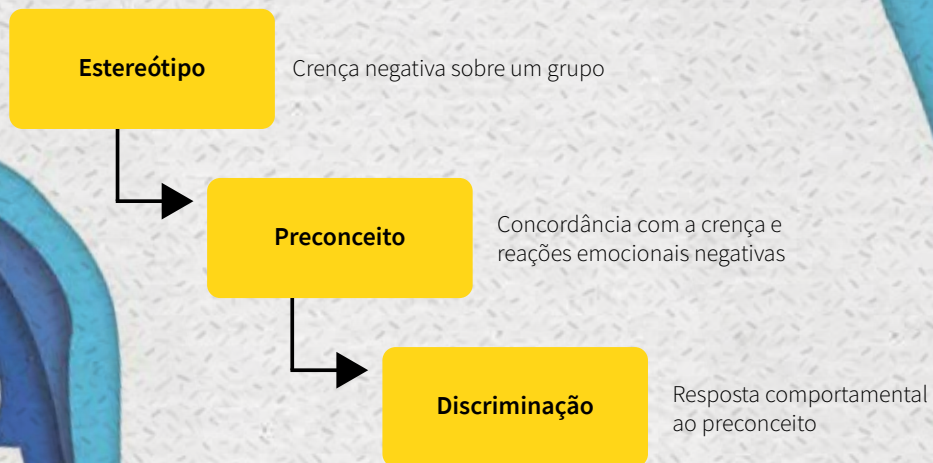 Estereótipo
Crença negativa sobre um grupo
Preconceito
Concordância com a crença e
reações emocionais negativas
Discriminação
Resposta comportamental
ao preconceito